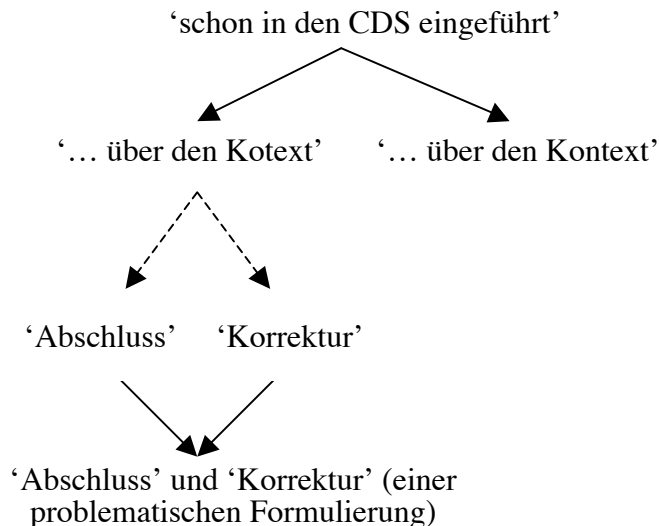 ‘schon in den CDS eingeführt’
‘… über den Kotext’ ‘… über den Kontext’
‘Abschluss’ ‘Korrektur’
‘Abschluss’ und ‘Korrektur’ (einer
problematischen Formulierung)